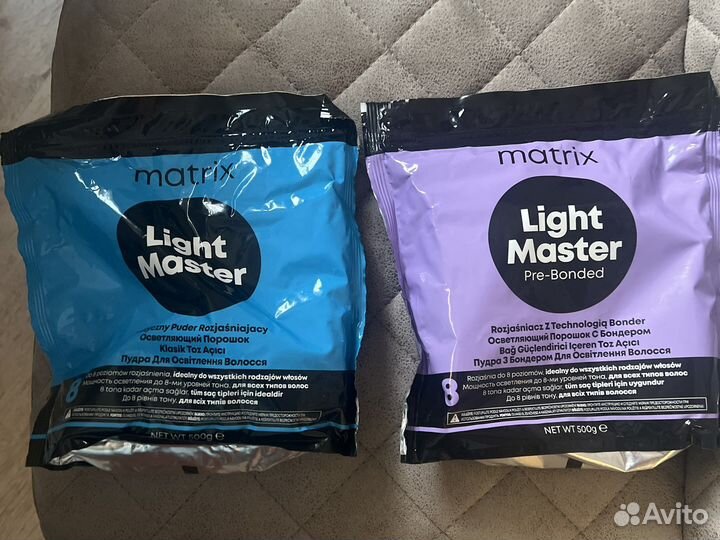 matrix
Light
Master
Puder Rozjaśniający
Осветляющий Порошок
Klasik Toz Açıcı
Пудра Для Освітлення Волосся
8
do 8 poziomów rozjaśnienia, idealny do wszystkich rodzajów włosów
Мощность осветления до 8-ми уровней тона, для всех типов волос
8 tona kadar açma sağlar, tüm saç tipleri için idealdir
До 8 рівнів тону, для всіх типів волосся
NET WT 500g ℮
matrix
Light
Master
Pre-Bonded
Rozjaśniacz Z Technologią Bonder
Осветляющий Порошок С Бондером
Bağ Güçlendirici İçeren Toz Açıcı
Пудра З Бондером Для Освітлення Волосся
8
Rozjaśnia do 8 poziomów, idealny do wszystkich rodzajów włosów
Мощность осветления до 8-ми уровней тона, для всех типов волос
8 tona kadar açma sağlar, tüm saç tipleri için uygundur
До 8 рівнів тону, для всіх типів волосся
NET WT 500g ℮
Avito